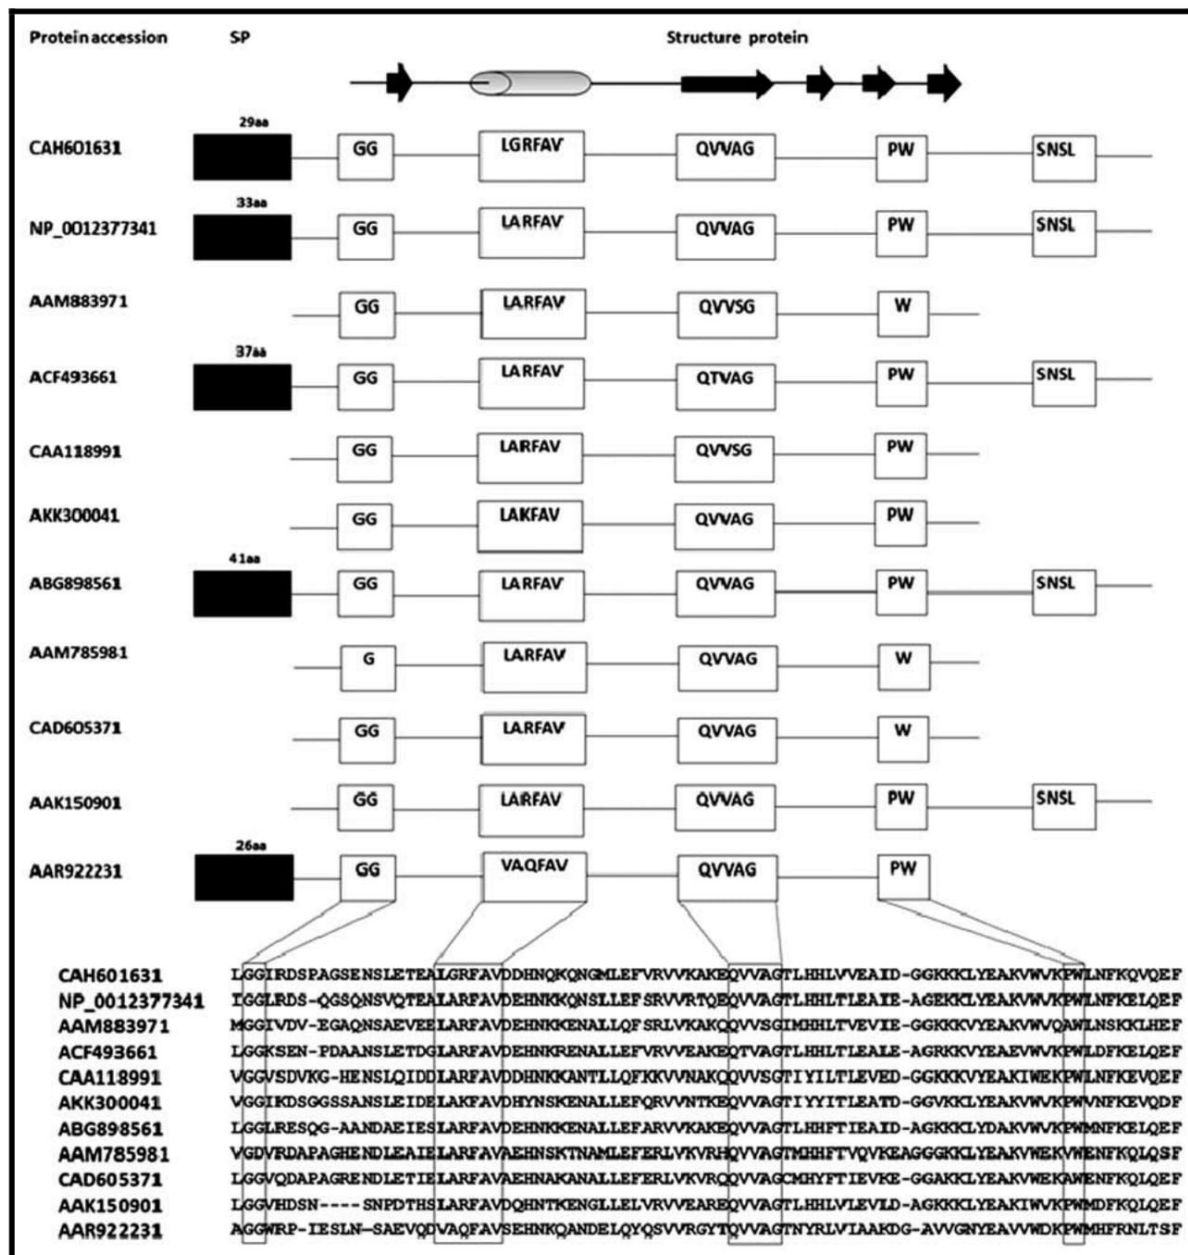 Protein accession SP Structure protein
29aa
CAH601631 GG LGRFAV QVVAG PW SNSL
33aa
NP_0012377341 GG LARFAV QVVAG PW SNSL
AAM883971 GG LARFAV QVVSG W
37aa
ACF493661 GG LARFAV QTVAG PW SNSL
CAA118991 GG LARFAV QVVSG PW
AKK300041 GG LAKFAV QVVAG PW
41aa
ABG898561 GG LARFAV QVVAG PW SNSL
AAM785981 G LARFAV QVVAG W
CAD605371 GG LARFAV QVVAG W
AAK150901 GG LARFAV QVVAG PW SNSL
26aa
AAR922231 GG VAQFAV QVVAG PW
CAH601631 LGGIRDSPAGSENSLETEALGRFAVDDHNQKQNGMLEFVRVVKAKEQVVAGTLHHLVVEAID-GGKKKLYEAKVWVKPWLNFKQVQEF
NP_0012377341 IGGLRDS-QGSQNSVQTEALARFAVDEHNKKQNSLLEFSRVVRTQEQVVAGTLHHLTLEAIE-AGEKKLYEAKVWVKPWLNFKELQEF
AAM883971 MGGIVDV-EGAQNSAEVEELARFAVDEHNKKENALLQFSRLVKAKQQVVSGIMHHLTVEVIE-GGKKKVYEAKVWVQAWLNSKKLHEF
ACF493661 LGGKSEN-PDAANSLETDGLARFAVDEHNKRENALLEFVRVVEAKEQTVAGTLHHLTLEALE-AGRKKVYEAEVWVKPWLDFKELQEF
CAA118991 VGGVSDVKG-HENSLQIDDLARFAVDDHNKKANTLLQFKKVVNAKQQVVSGTIYILTLEVED-GGKKKVYEAKIWEKPWLNFKEVQEF
AKK300041 VGGIKDSGGSSANSLEIDELAKFAVDHYNSKENALLEFQRVVNTKEQVVAGTIYYITLEATD-GGVKKVYEAKIWEKPWVNFKEVQDF
ABG898561 LGGLRESQG-AANDAEIESLARFAVDEHNKKENALLEFARVVKAKEQVVAGTLHHFTIEAID-AGKKKLYEAKVWVKPWMNFKELQEF
AAM785981 VGDVRDAPAGHENDLEAIELARFAVAEHNSKTNAMLEFERLVKVRHQVVAGTMHHFTVQVKEAGGGKKLYEAKVWEKVWENFKQLQSF
CAD605371 LGGVQDAPAGRENDLETIELARFAVAEHNAKANALLEFERLVKVRQQVVAGCMHYFTIEVKE-GGAKKLYEAKVWEKAWENFKQLQDF
AAK150901 LGGVHDSN----SNPDTHSLARFAVDQHNTKENGLLELVRVVEAREQVVAGTLHHLVLEVLD-AGKKKLYEAKIWVKPWMDFKQLQEF
AAR922231 AGGWRP-IESLN-SAEVQDVAQFAVSEHNKQANDELQYQSVVRGYTQVVAGTNYRLVIAAKDG-AVVGNYEAVVWDKPWMHFRNLTSF